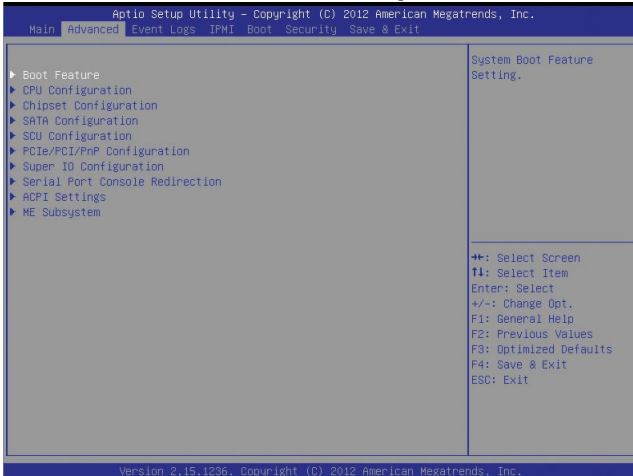 Aptio Setup Utility – Copyright (C) 2012 American Megatrends, Inc.
Main Advanced Event Logs IPMI Boot Security Save & Exit
Boot Feature
CPU Configuration
Chipset Configuration
SATA Configuration
SCU Configuration
PCIe/PCI/PnP Configuration
Super IO Configuration
Serial Port Console Redirection
ACPI Settings
ME Subsystem
System Boot Feature
Setting.
→←: Select Screen
↑↓: Select Item
Enter: Select
+/-: Change Opt.
F1: General Help
F2: Previous Values
F3: Optimized Defaults
F4: Save & Exit
ESC: Exit
Version 2.15.1236. Copyright (C) 2012 American Megatrends, Inc.